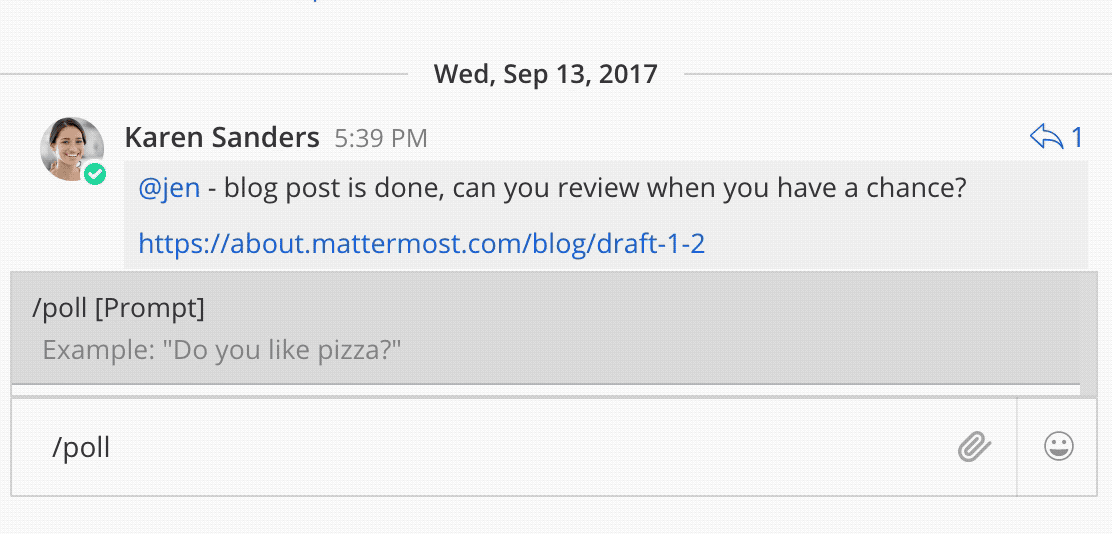 Wed, Sep 13, 2017
Karen Sanders 5:39 PM 1
@jen - blog post is done, can you review when you have a chance?
https://about.mattermost.com/blog/draft-1-2
/poll [Prompt]
Example: "Do you like pizza?"
/poll